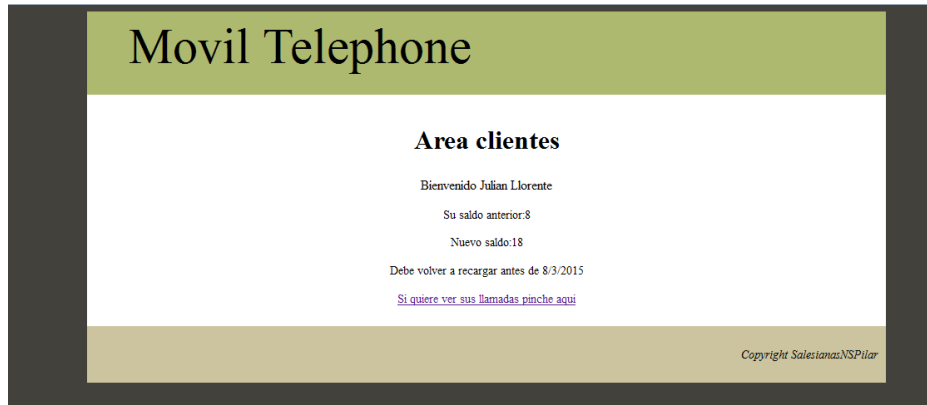 Movil Telephone
Area clientes
Bienvenido Julian Llorente
Su saldo anterior:8
Nuevo saldo:18
Debe volver a recargar antes de 8/3/2015
Si quiere ver sus llamadas pinche aqui
Copyright SalesianasNSPilar